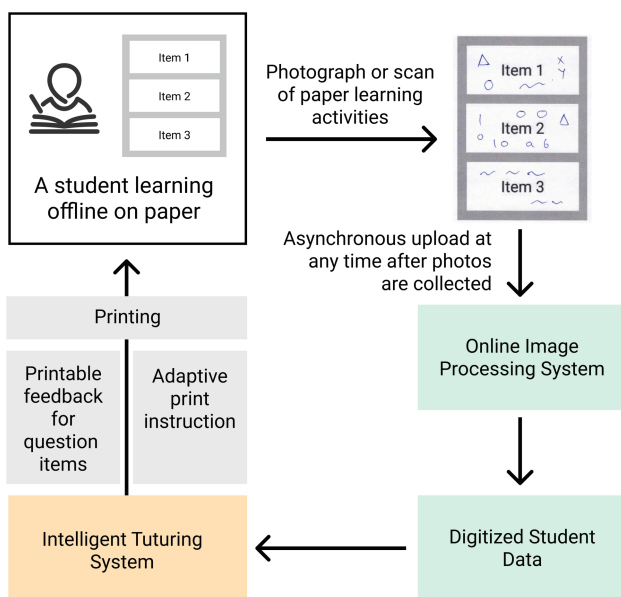 Item 1
Item 2
Item 3
A student learning
offline on paper
Photograph or scan
of paper learning
activities
Item 1
x
y
Item 2
10 a 6
Item 3
Asynchronous upload at
any time after photos
are collected
Online Image
Processing System
Digitized Student
Data
Intelligent Tuturing
System
Printable
feedback
for
question
items
Adaptive
print
instruction
Printing